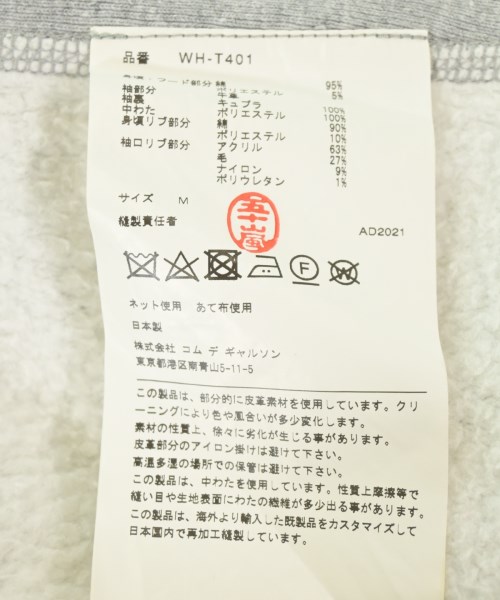 品番 WH-T401
95%
袖部分 ポリエステル 5%
袖裏 キュプラ 100%
中わた ポリエステル 100%
身頃リブ部分 綿 90%
ポリエステル 10%
袖口リブ部分 アクリル 63%
毛 27%
ナイロン 9%
ポリウレタン 1%
サイズ M
縫製責任者 五十嵐
AD2021
F
W
ネット使用 あて布使用
日本製
株式会社 コム デ ギャルソン
東京都港区南青山5-11-5
この製品は、部分的に皮革素材を使用しています。クリ
ーニングにより色や風合いが多少変化します。
素材の性質上、徐々に劣化が生じる事があります。
皮革部分のアイロン掛けは避けて下さい。
高温多湿の場所での保管は避けて下さい。
この製品は、中わたを使用しています。性質上摩擦等で
縫い目や生地表面にわたの繊維が多少出る事があります。
この製品は、海外より輸入した既製品をカスタマイズして
日本国内で再加工縫製しています。